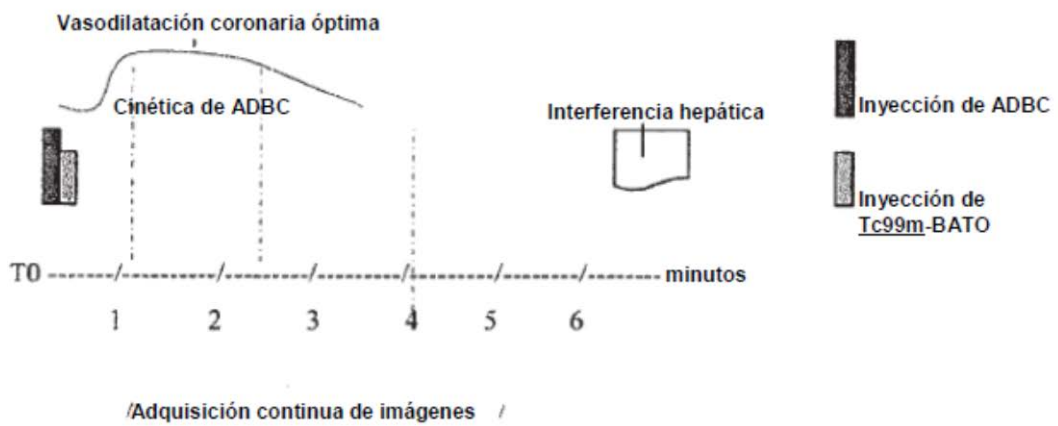 Vasodilatación coronaria óptima
Cinética de ADBC
Interferencia hepática
Inyección de ADBC
Inyección de
Tc99m-BATO
T0 minutos
1 2 3 4 5 6
/Adquisición continua de imágenes /